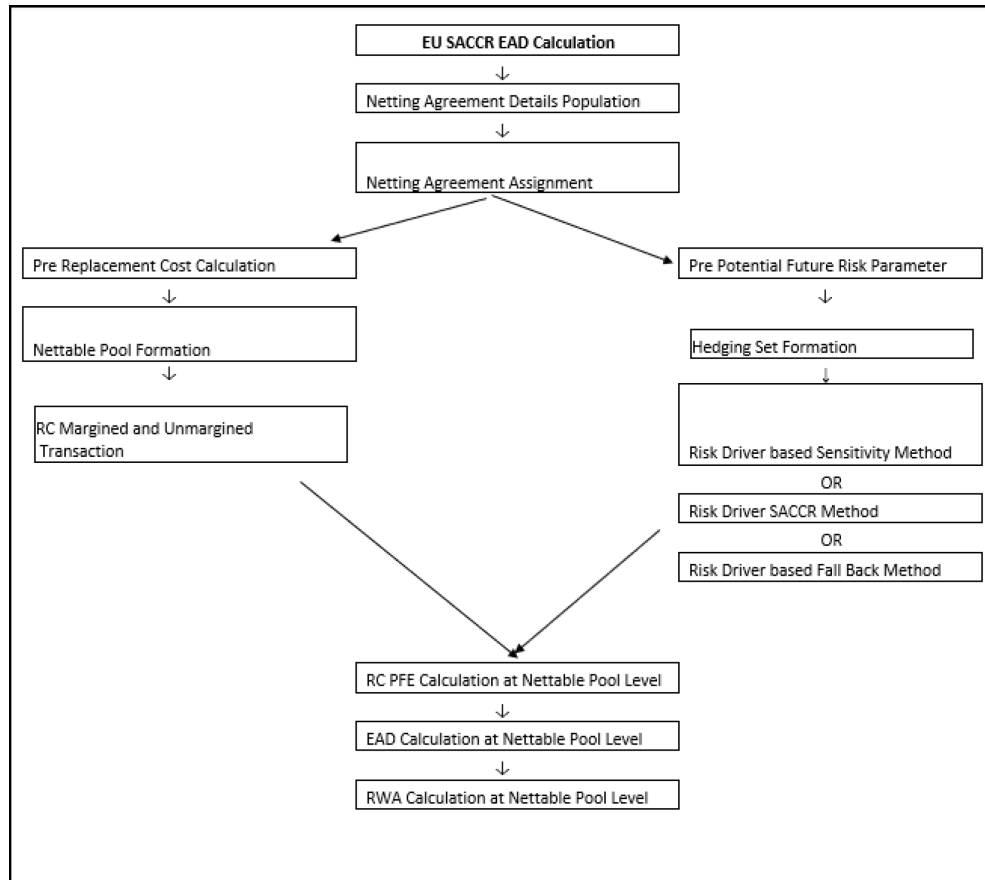 EU SACCR EAD Calculation
Netting Agreement Details Population
Netting Agreement Assignment
Pre Replacement Cost Calculation
Nettable Pool Formation
RC Margined and Unmargined
Transaction
Pre Potential Future Risk Parameter
Hedging Set Formation
Risk Driver based Sensitivity Method
OR
Risk Driver SACCR Method
OR
Risk Driver based Fall Back Method
RC PFE Calculation at Nettable Pool Level
EAD Calculation at Nettable Pool Level
RWA Calculation at Nettable Pool Level